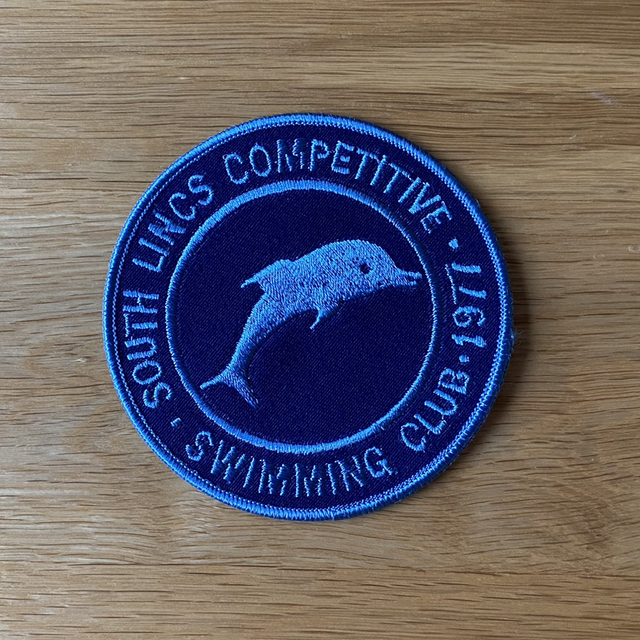 SOUTH LINCS COMPETITIVE · 1977 ·
SWIMMING CLUB